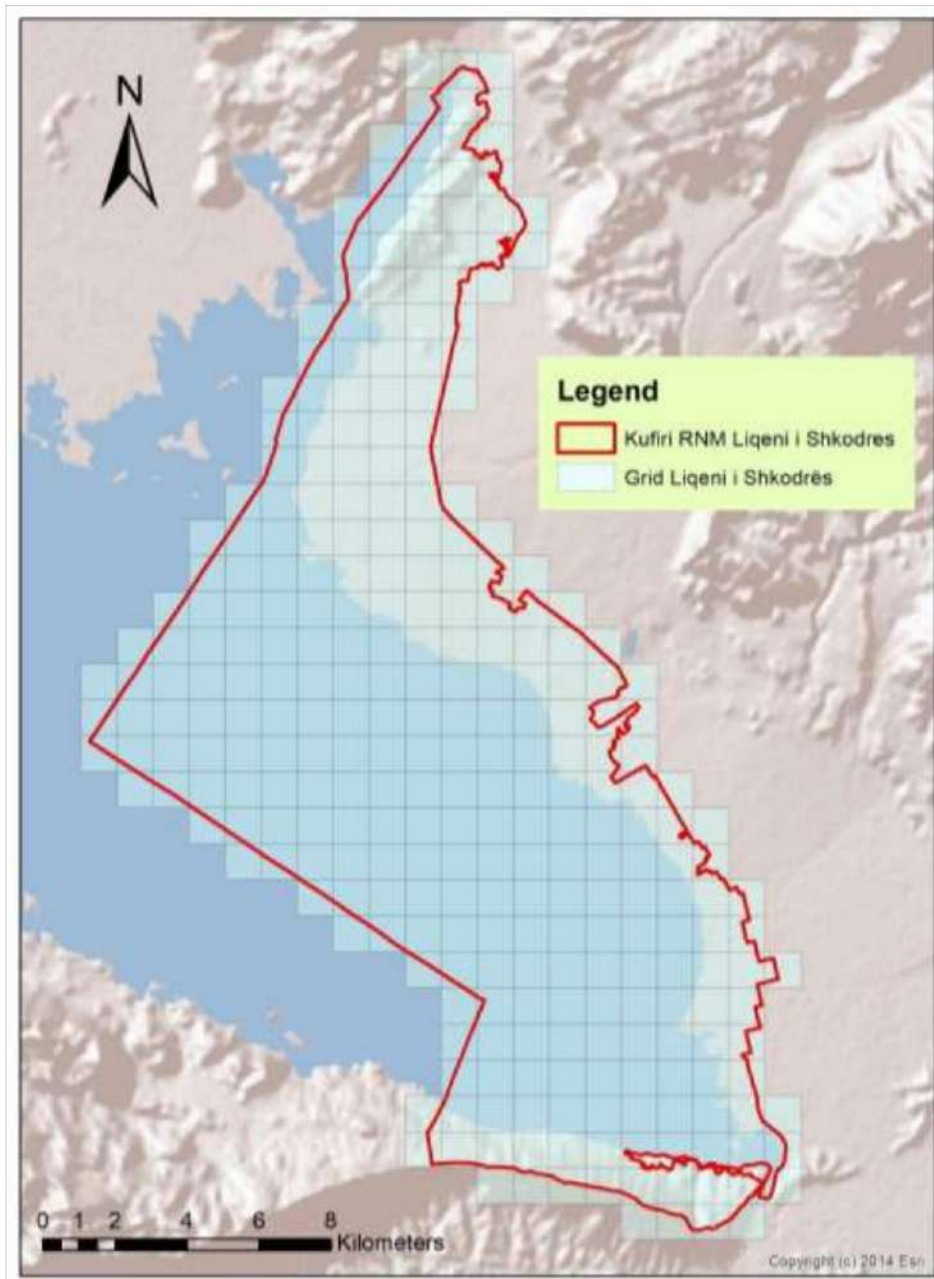 N
Legend
Kufiri RNM Liqeni i Shkodres
Grid Liqeni i Shkodrës
0 1 2 4 6 8
Kilometers
Copyright (c) 2014 Esri